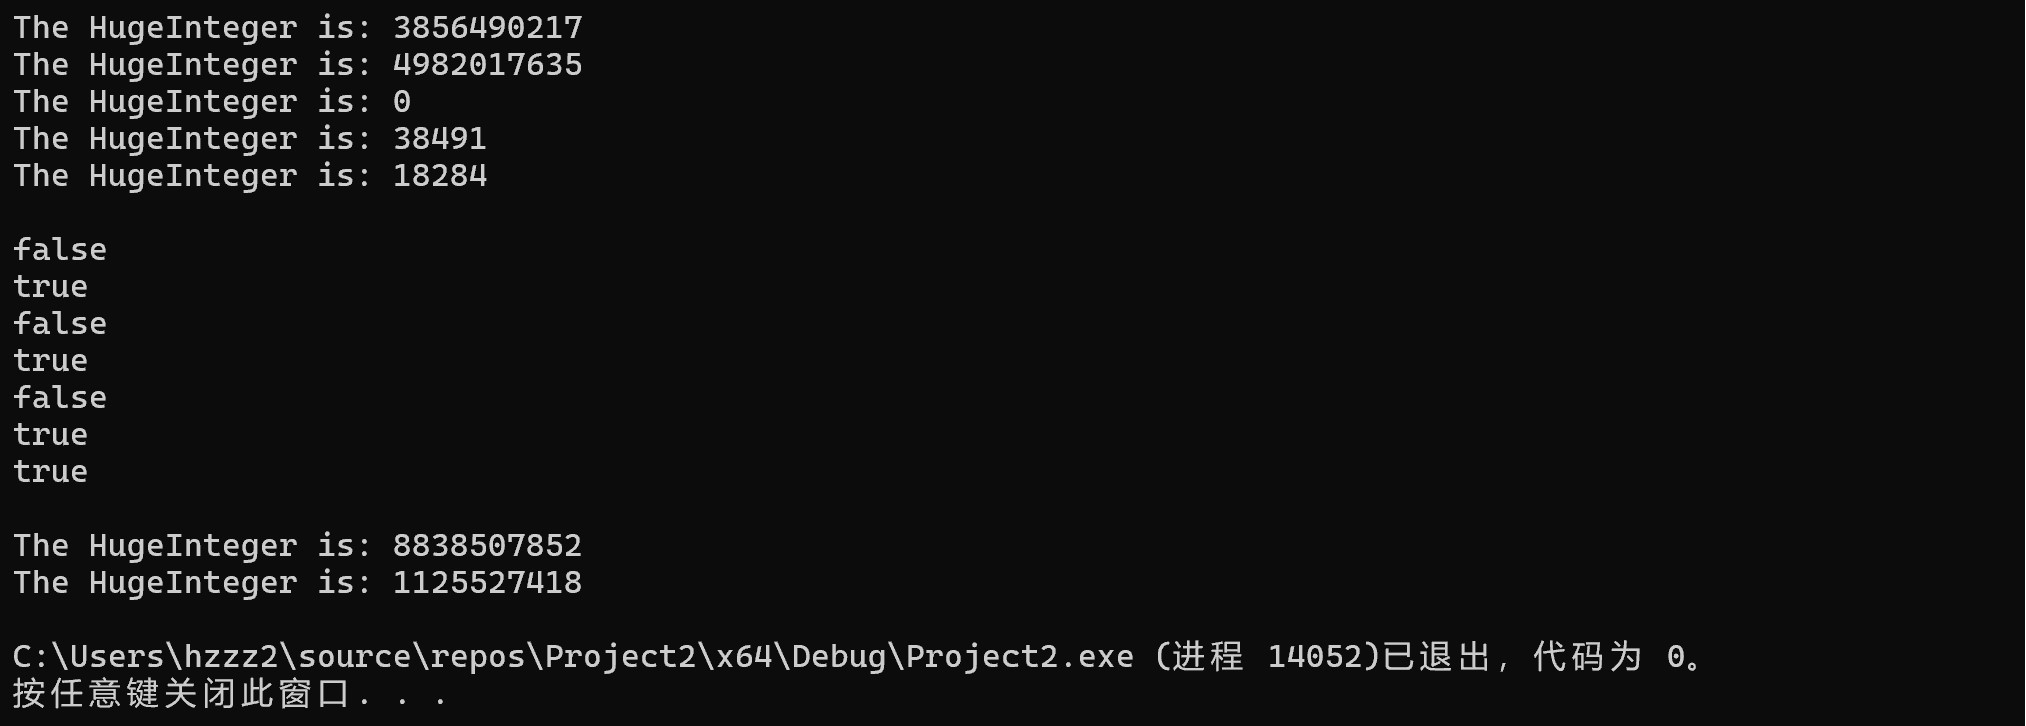 The HugeInteger is: 3856490217
The HugeInteger is: 4982017635
The HugeInteger is: 0
The HugeInteger is: 38491
The HugeInteger is: 18284
false
true
false
true
false
true
true
The HugeInteger is: 8838507852
The HugeInteger is: 1125527418
C:\Users\hzzz2\source\repos\Project2\x64\Debug\Project2.exe (进程 14052)已退出，代码为 0。
按任意键关闭此窗口. . .